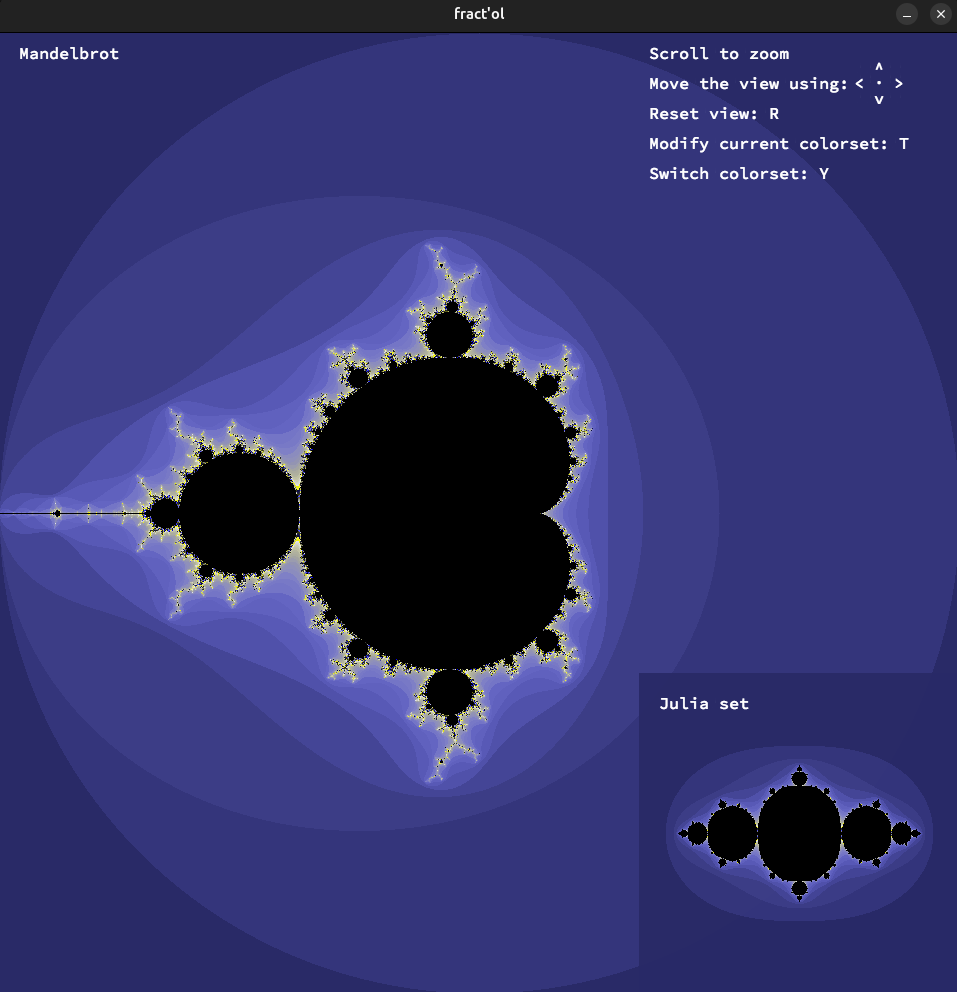 fract'ol
Mandelbrot
Scroll to zoom
^
Move the view using: < · >
v
Reset view: R
Modify current colorset: T
Switch colorset: Y
Julia set